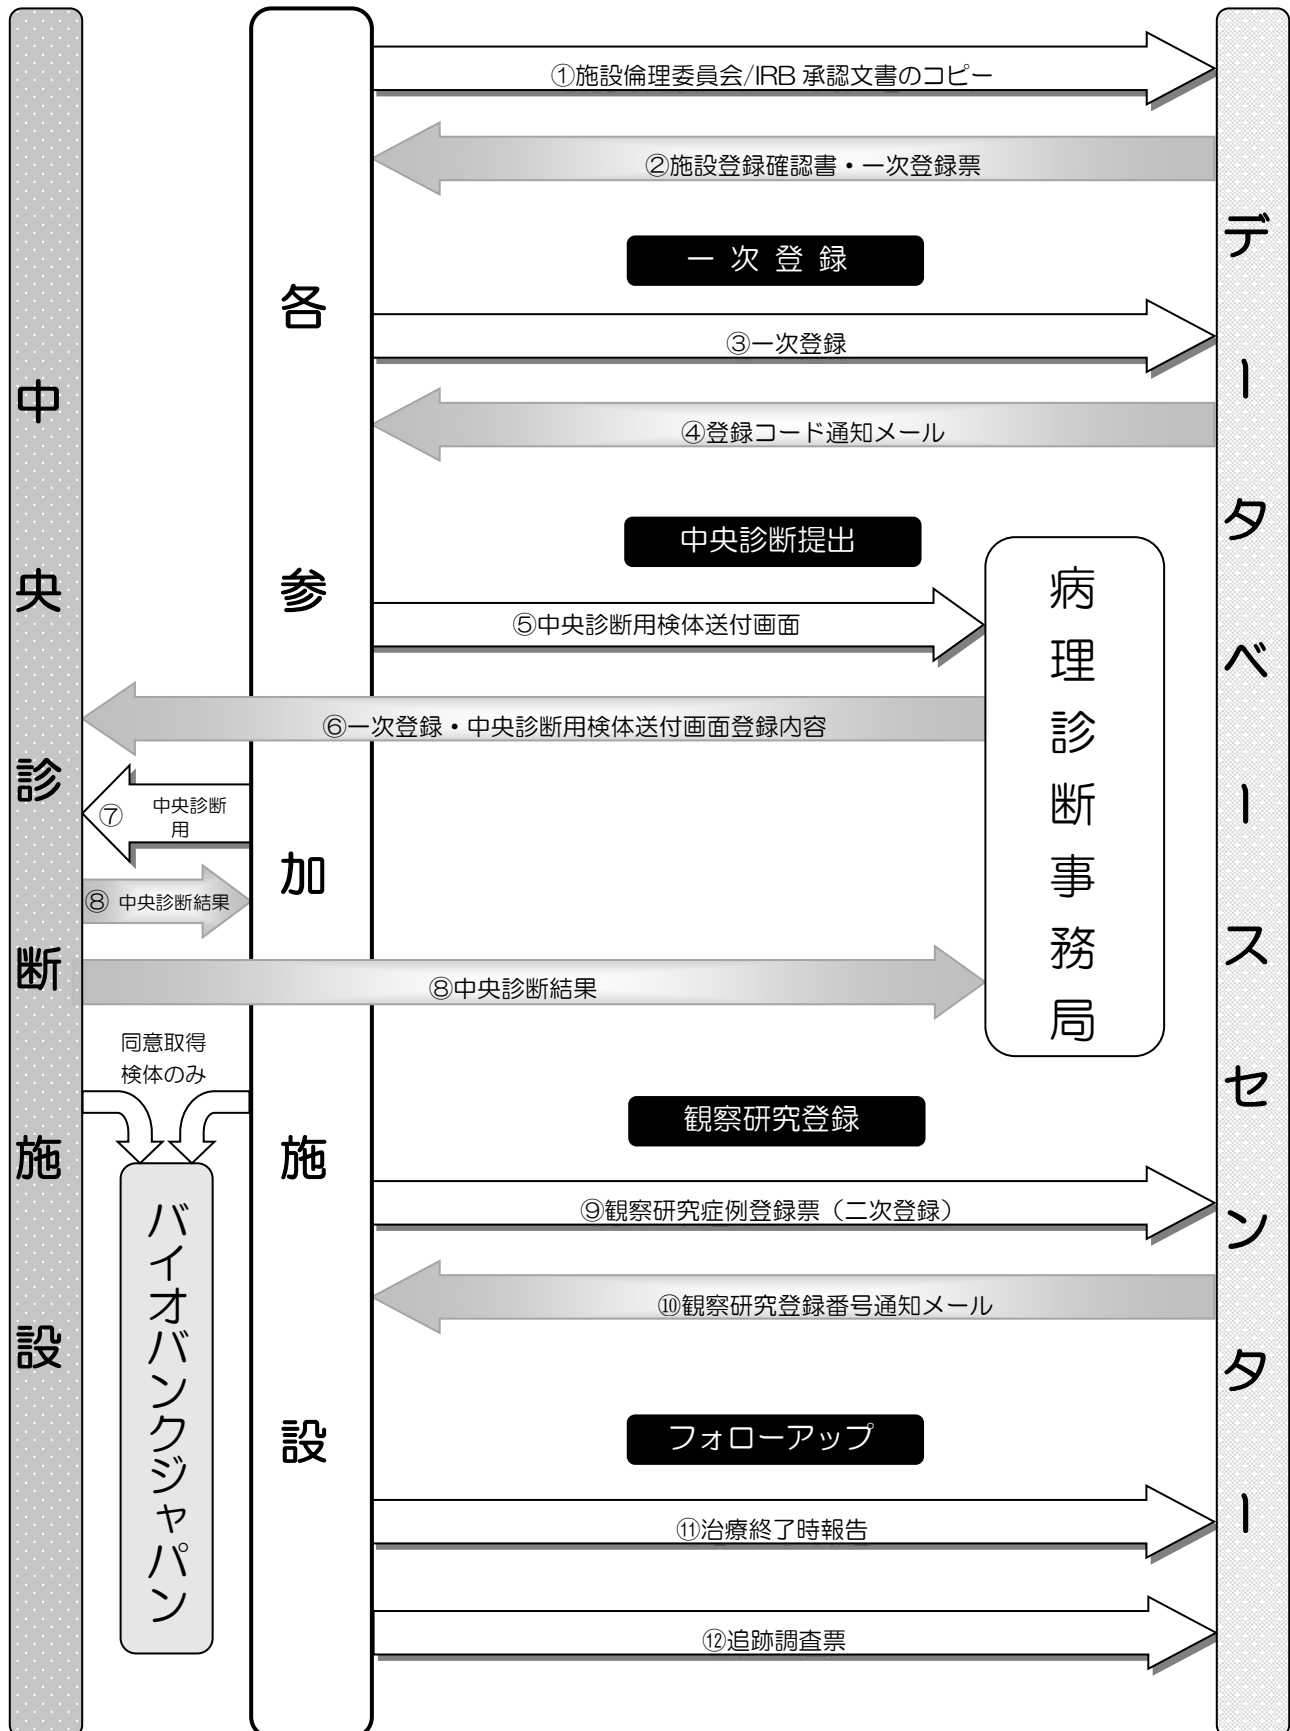 中央診断施設
各参加施設
データベースセンター
①施設倫理委員会/IRB 承認文書のコピー
②施設登録確認書・一次登録票
一 次 登 録
③一次登録
④登録コード通知メール
中央診断提出
病理診断事務局
⑤中央診断用検体送付画面
⑥一次登録・中央診断用検体送付画面登録内容
⑦ 中央診断
用
⑧ 中央診断結果
⑧中央診断結果
同意取得
検体のみ
バイオバンクジャパン
観察研究登録
⑨観察研究症例登録票（二次登録）
⑩観察研究登録番号通知メール
フォローアップ
⑪治療終了時報告
⑫追跡調査票